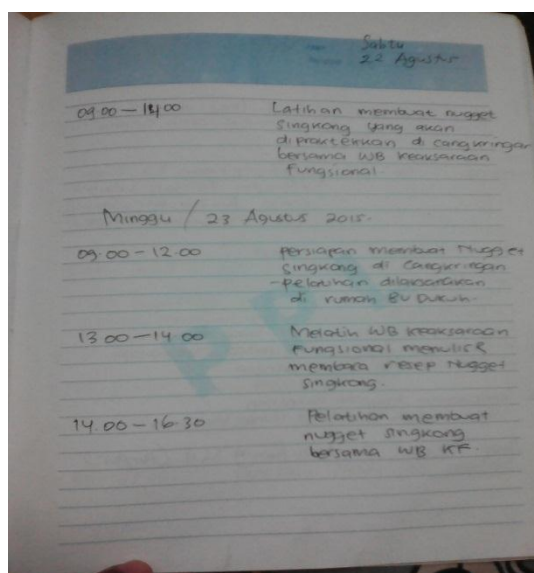 Sabtu
22 Agustus
09.00 – 14.00 Latihan membuat nugget
singkong yang akan
dipraktekkan di cangkringan
bersama WB keaksaraan
Fungsional
Minggu / 23 Agustus 2015.
09.00 – 12.00 persiapan membuat Nugget
singkong di Cangkringan
- pelatihan dilaksanakan
di rumah Bu Dukuh.
13.00 – 14.00 Melatih WB keaksaraan
Fungsional menulis &
membaca resep Nugget
singkong.
14.00 – 16.30 Pelatihan membuat
nugget singkong
bersama WB KF.
PPL